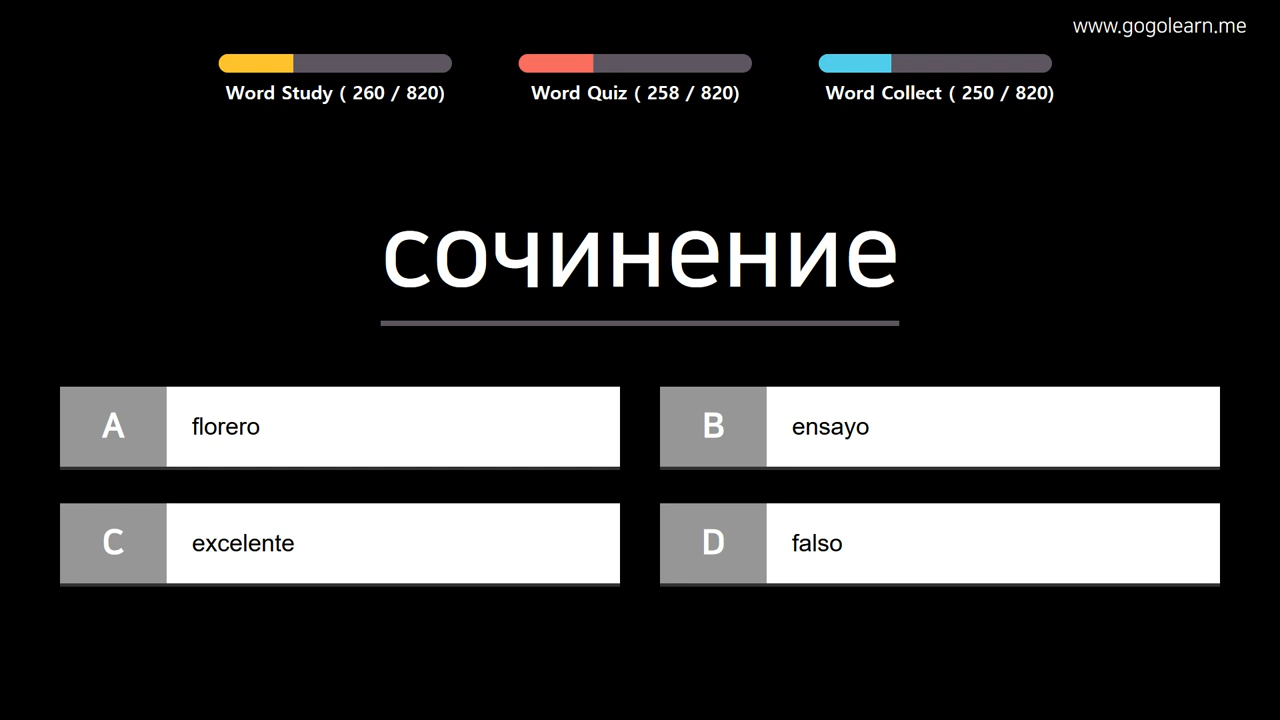 www.gogolearn.me
Word Study ( 260 / 820)
Word Quiz ( 258 / 820)
Word Collect ( 250 / 820)
сочинение
A florero
B ensayo
C excelente
D falso